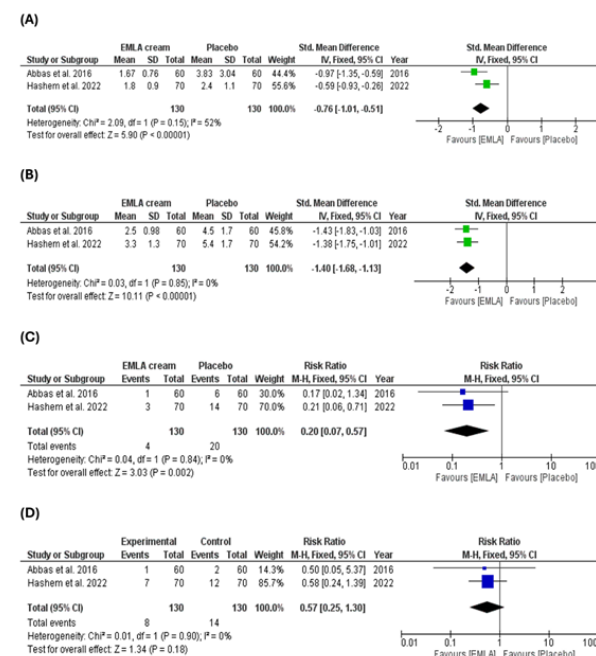 (A)
EMLA cream Placebo Std. Mean Difference Std. Mean Difference
Study or Subgroup Mean SD Total Mean SD Total Weight IV, Fixed, 95% CI Year IV, Fixed, 95% CI
Abbas et al. 2016 1.67 0.76 60 3.83 3.04 60 44.4% -0.97 [-1.35, -0.59] 2016
Hashem et al. 2022 1.8 0.9 70 2.4 1.1 70 55.6% -0.59 [-0.93, -0.26] 2022
Total (95% CI) 130 130 100.0% -0.76 [-1.01, -0.51]
Heterogeneity: Chi² = 2.09, df = 1 (P = 0.15); I² = 52%
Test for overall effect: Z = 5.90 (P < 0.00001)
-2 -1 0 1 2
Favours [EMLA] Favours [Placebo]
(B)
EMLA cream Placebo Std. Mean Difference Std. Mean Difference
Study or Subgroup Mean SD Total Mean SD Total Weight IV, Fixed, 95% CI Year IV, Fixed, 95% CI
Abbas et al. 2016 2.5 0.98 60 4.5 1.7 60 45.8% -1.43 [-1.83, -1.03] 2016
Hashem et al. 2022 3.3 1.3 70 5.4 1.7 70 54.2% -1.38 [-1.75, -1.01] 2022
Total (95% CI) 130 130 100.0% -1.40 [-1.68, -1.13]
Heterogeneity: Chi² = 0.03, df = 1 (P = 0.85); I² = 0%
Test for overall effect: Z = 10.11 (P < 0.00001)
-2 -1 0 1 2
Favours [EMLA] Favours [Placebo]
(C)
EMLA cream Placebo Risk Ratio Risk Ratio
Study or Subgroup Events Total Events Total Weight M-H, Fixed, 95% CI Year M-H, Fixed, 95% CI
Abbas et al. 2016 1 60 6 60 30.0% 0.17 [0.02, 1.34] 2016
Hashem et al. 2022 3 70 14 70 70.0% 0.21 [0.06, 0.71] 2022
Total (95% CI) 130 130 100.0% 0.20 [0.07, 0.57]
Total events 4 20
Heterogeneity: Chi² = 0.04, df = 1 (P = 0.84); I² = 0%
Test for overall effect: Z = 3.03 (P = 0.002)
0.01 0.1 1 10 100
Favours [EMLA] Favours [Placebo]
(D)
Experimental Control Risk Ratio Risk Ratio
Study or Subgroup Events Total Events Total Weight M-H, Fixed, 95% CI Year M-H, Fixed, 95% CI
Abbas et al. 2016 1 60 2 60 14.3% 0.50 [0.05, 5.37] 2016
Hashem et al. 2022 7 70 12 70 85.7% 0.58 [0.24, 1.39] 2022
Total (95% CI) 130 130 100.0% 0.57 [0.25, 1.30]
Total events 8 14
Heterogeneity: Chi² = 0.01, df = 1 (P = 0.90); I² = 0%
Test for overall effect: Z = 1.34 (P = 0.18)
0.01 0.1 1 10 100
Favours [EMLA] Favours [Placebo]